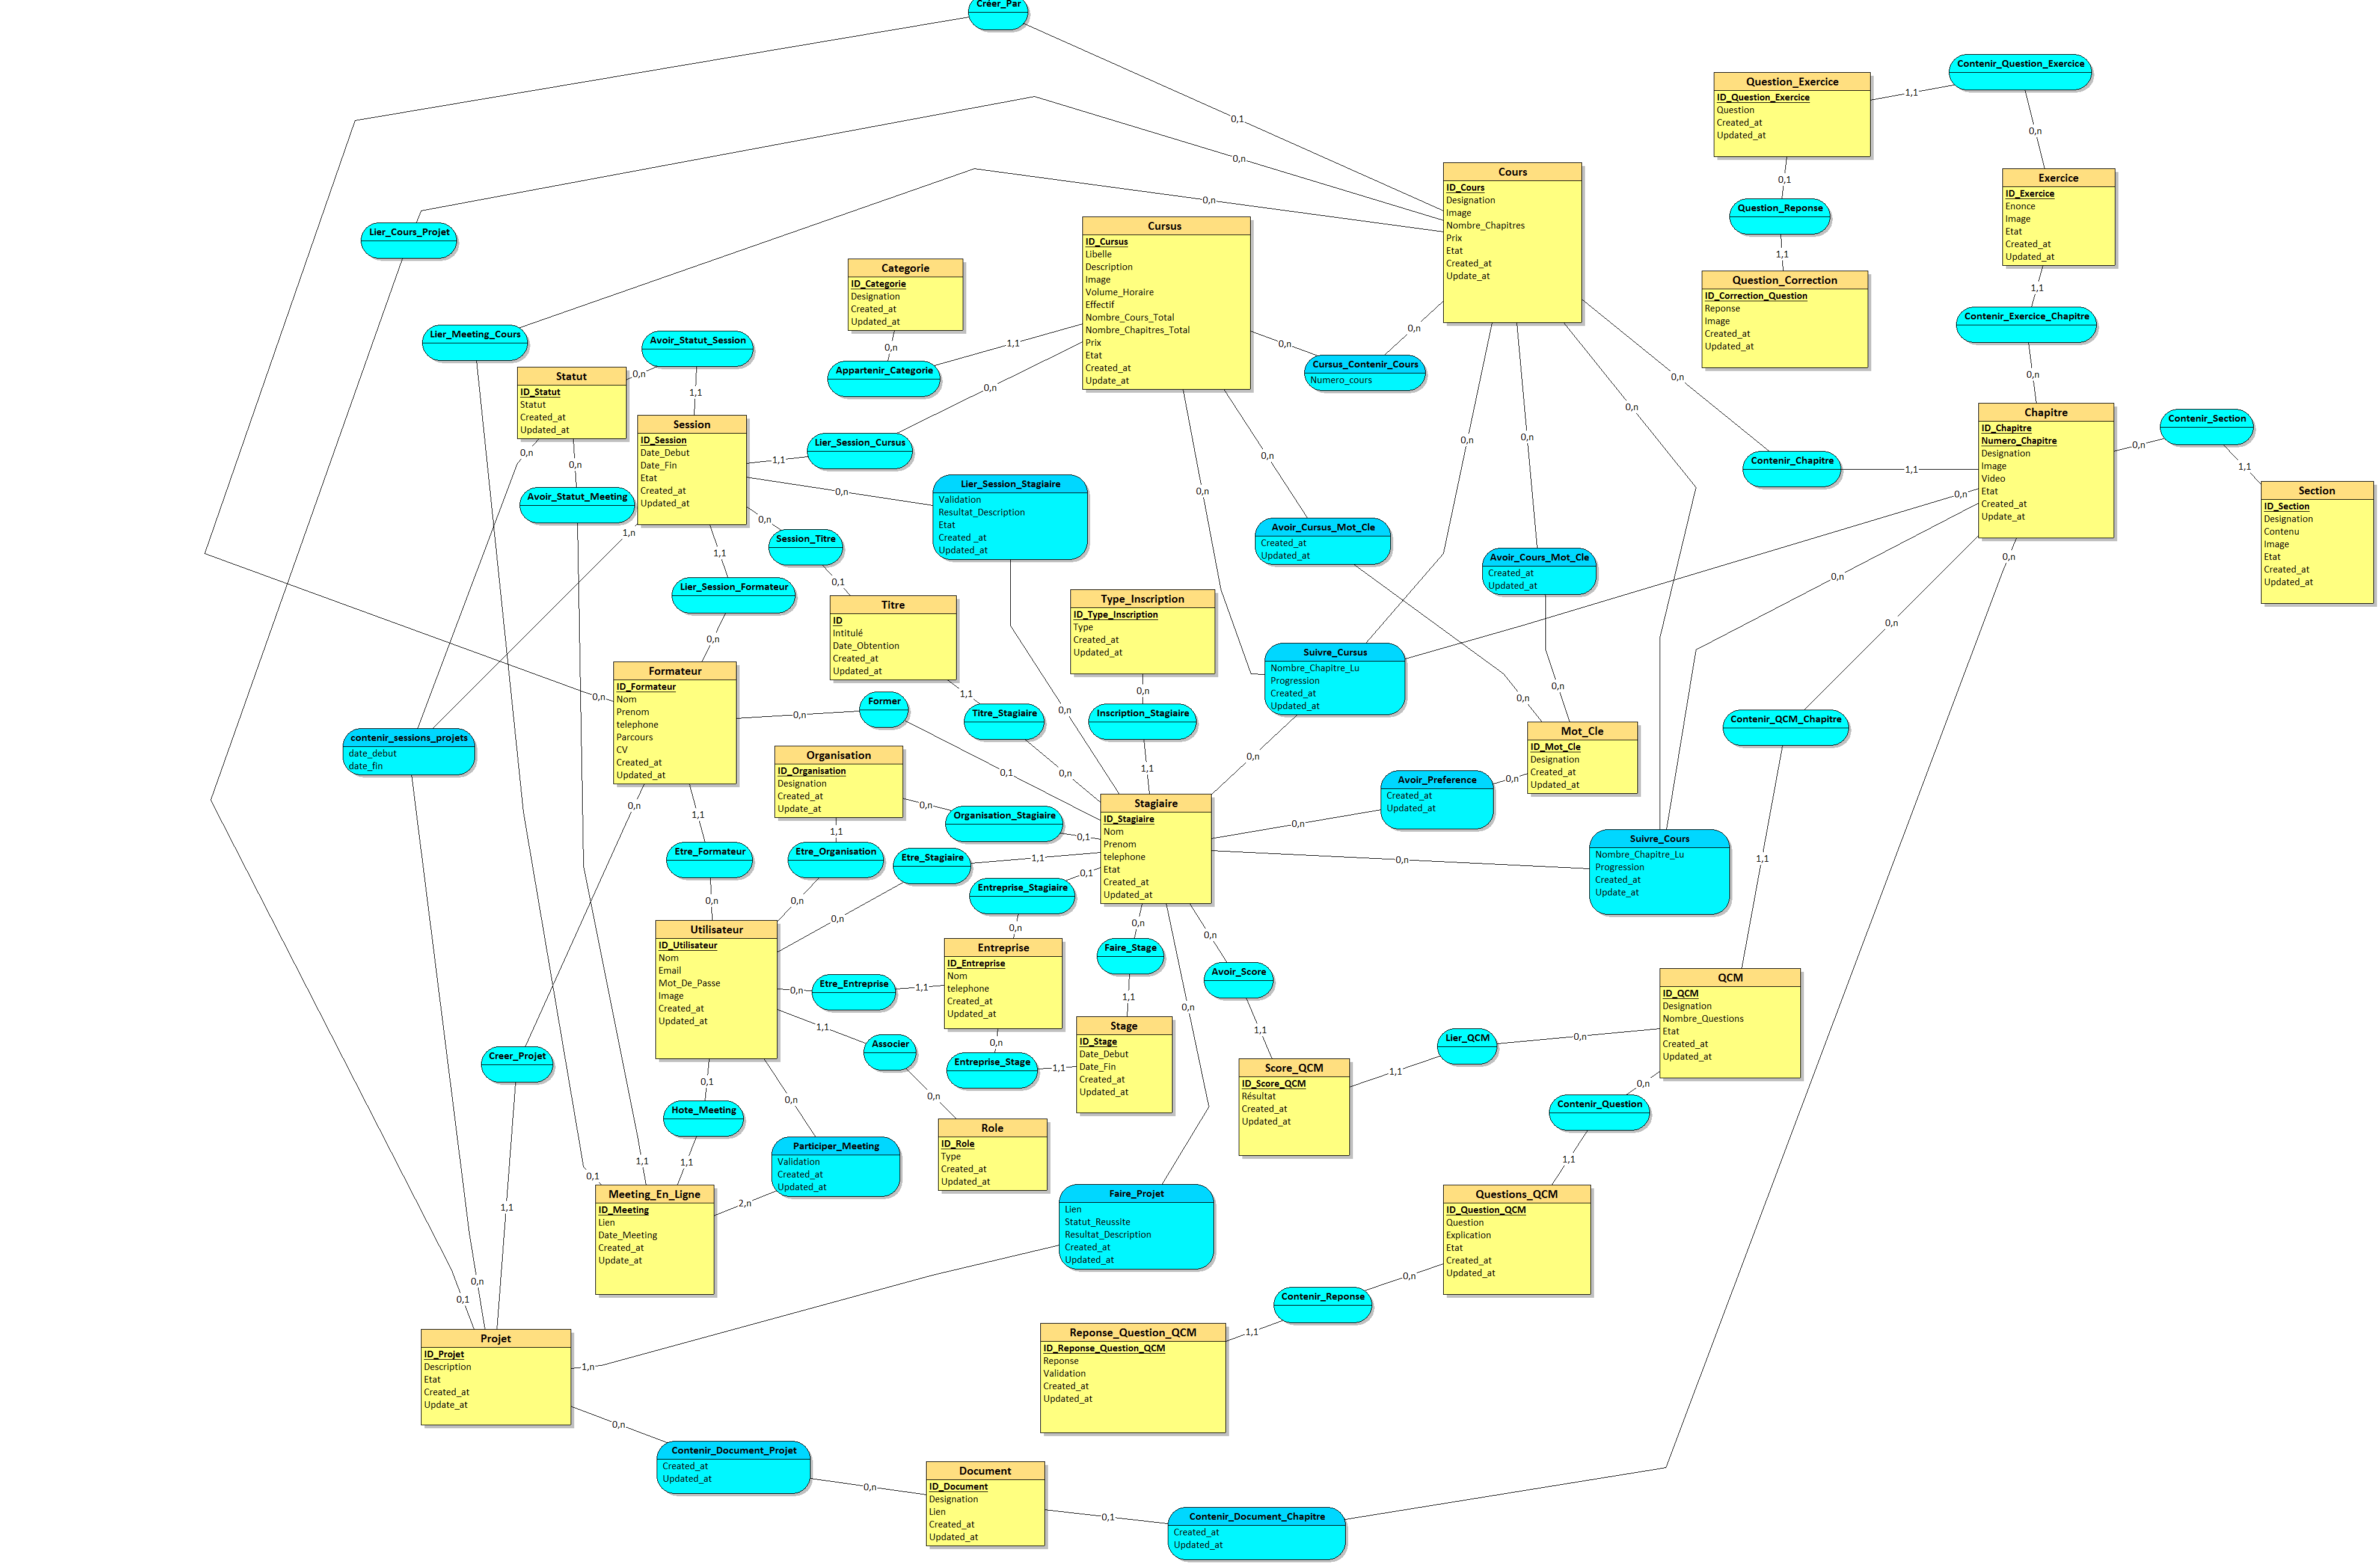 Créer_Par
0,1
0,n
0,n
Question_Exercice
ID_Question_Exercice
Question
Created_at
Updated_at
1,1
Contenir_Question_Exercice
0,n
0,1
Question_Reponse
1,1
Question_Correction
ID_Correction_Question
Reponse
Image
Created_at
Updated_at
Exercice
ID_Exercice
Enonce
Image
Etat
Created_at
Updated_at
1,1
Contenir_Exercice_Chapitre
0,n
Cours
ID_Cours
Designation
Image
Nombre_Chapitres
Prix
Etat
Created_at
Update_at
Lier_Cours_Projet
Lier_Meeting_Cours
Cursus
ID_Cursus
Libelle
Description
Image
Volume_Horaire
Effectif
Nombre_Cours_Total
Nombre_Chapitres_Total
Prix
Etat
Created_at
Update_at
Categorie
ID_Categorie
Designation
Created_at
Updated_at
0,n
Appartenir_Categorie
1,1
0,n
0,n
0,n
Cursus_Contenir_Cours
Numero_cours
Avoir_Statut_Session
0,n
1,1
Statut
ID_Statut
Statut
Created_at
Updated_at
0,n
0,n
Avoir_Statut_Meeting
Session
ID_Session
Date_Debut
Date_Fin
Etat
Created_at
Updated_at
1,1
Lier_Session_Cursus
0,n
0,n
1,n
1,1
Session_Titre
0,1
Lier_Session_Stagiaire
Validation
Resultat_Description
Etat
Created_at
Updated_at
0,n
0,n
0,n
0,n
0,n
0,n
Contenir_Chapitre
1,1
Chapitre
ID_Chapitre
Numero_Chapitre
Designation
Image
Video
Etat
Created_at
Update_at
0,n
Contenir_Section
1,1
Section
ID_Section
Designation
Contenu
Image
Etat
Created_at
Updated_at
0,n
0,n
0,n
0,n
Avoir_Cursus_Mot_Cle
Created_at
Updated_at
Avoir_Cours_Mot_Cle
Created_at
Updated_at
Lier_Session_Formateur
0,n
Titre
ID
Intitulé
Date_Obtention
Created_at
Updated_at
1,1
Type_Inscription
ID_Type_Inscription
Type
Created_at
Updated_at
0,n
Inscription_Stagiaire
1,1
Suivre_Cursus
Nombre_Chapitre_Lu
Progression
Created_at
Updated_at
0,n
0,n
0,n
Formateur
ID_Formateur
Nom
Prenom
telephone
Parcours
CV
Created_at
Updated_at
0,n
0,n
Former
0,1
Titre_Stagiaire
0,n
0,n
Mot_Cle
ID_Mot_Cle
Designation
Created_at
Updated_at
Contenir_QCM_Chapitre
1,1
contenir_sessions_projets
date_debut
date_fin
Organisation
ID_Organisation
Designation
Created_at
Update_at
0,n
Organisation_Stagiaire
0,1
1,1
Avoir_Preférence
Created_at
Updated_at
0,n
0,n
Stagiaire
ID_Stagiaire
Nom
Prenom
telephone
Etat
Created_at
Updated_at
0,n
Suivre_Cours
Nombre_Chapitre_Lu
Progression
Created_at
Update_at
0,n
1,1
Etre_Formateur
0,n
Etre_Organisation
0,n
Etre_Stagiaire
1,1
0,n
Entreprise_Stagiaire
0,1
0,n
Utilisateur
ID_Utilisateur
Nom
Email
Mot_De_Passe
Image
Created_at
Updated_at
0,n
Etre_Entreprise
1,1
Entreprise
ID_Entreprise
Nom
telephone
Created_at
Updated_at
0,n
Entreprise_Stage
1,1
0,n
Faire_Stage
1,1
Stage
ID_Stage
Date_Debut
Date_Fin
Created_at
Updated_at
0,n
Avoir_Score
1,1
0,n
1,1
Associer
0,n
Role
ID_Role
Type
Created_at
Updated_at
Score_QCM
ID_Score_QCM
Résultat
Created_at
Updated_at
1,1
Lier_QCM
0,n
QCM
ID_QCM
Designation
Nombre_Questions
Etat
Created_at
Updated_at
0,n
Contenir_Question
1,1
Creer_Projet
1,1
0,1
Hote_Meeting
1,1
0,n
Participer_Meeting
Validation
Created_at
Updated_at
2,n
0,1
1,1
Meeting_En_Ligne
ID_Meeting
Lien
Date_Meeting
Created_at
Update_at
Faire_Projet
Lien
Statut_Reussite
Resultat_Description
Created_at
Updated_at
Questions_QCM
ID_Question_QCM
Question
Explication
Etat
Created_at
Updated_at
0,n
Contenir_Reponse
1,1
Reponse_Question_QCM
ID_Reponse_Question_QCM
Reponse
Validation
Created_at
Updated_at
0,n
0,1
Projet
ID_Projet
Description
Etat
Created_at
Update_at
1,n
0,n
Contenir_Document_Projet
Created_at
Updated_at
0,n
Document
ID_Document
Designation
Lien
Created_at
Updated_at
0,1
Contenir_Document_Chapitre
Created_at
Updated_at